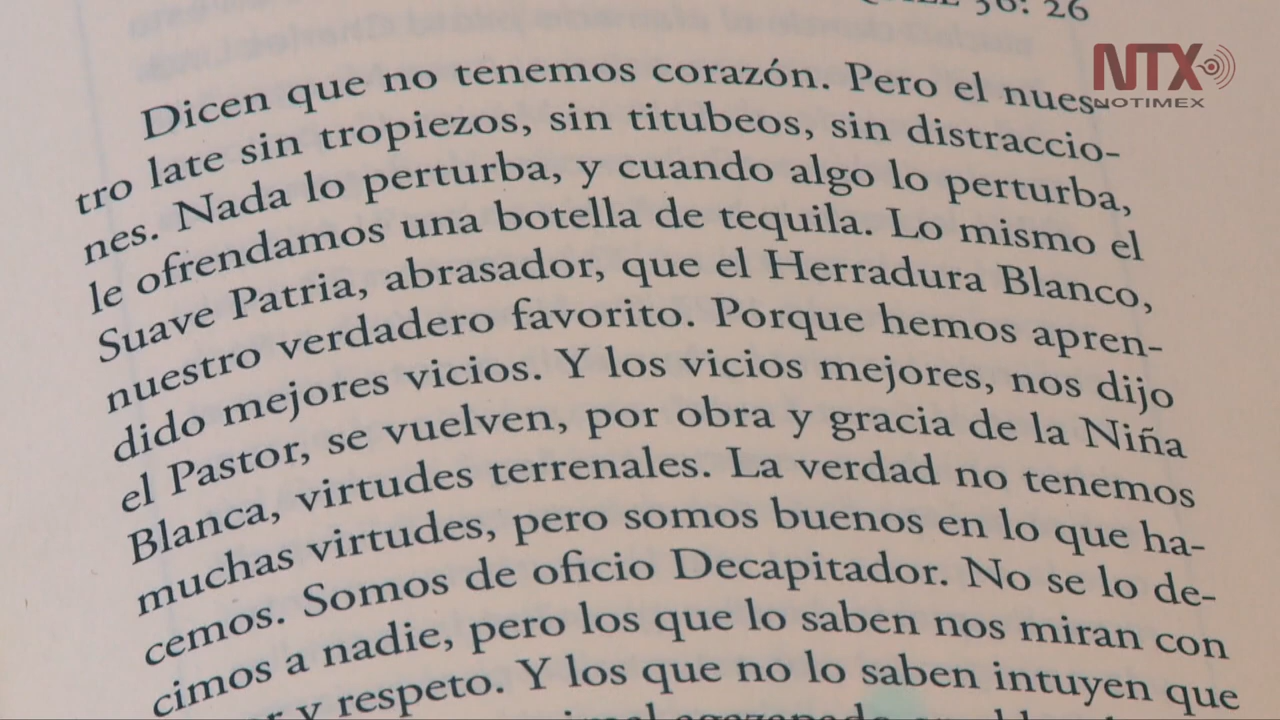 36: 26
NTX
NOTIMEX
Dicen que no tenemos corazón. Pero el nues-
tro late sin tropiezos, sin titubeos, sin distraccio-
nes. Nada lo perturba, y cuando algo lo perturba,
le ofrendamos una botella de tequila. Lo mismo el
Suave Patria, abrasador, que el Herradura Blanco,
nuestro verdadero favorito. Porque hemos apren-
dido mejores vicios. Y los vicios mejores, nos dijo
el Pastor, se vuelven, por obra y gracia de la Niña
Blanca, virtudes terrenales. La verdad no tenemos
muchas virtudes, pero somos buenos en lo que ha-
cemos. Somos de oficio Decapitador. No se lo de-
cimos a nadie, pero los que lo saben nos miran con
y respeto. Y los que no lo saben intuyen que